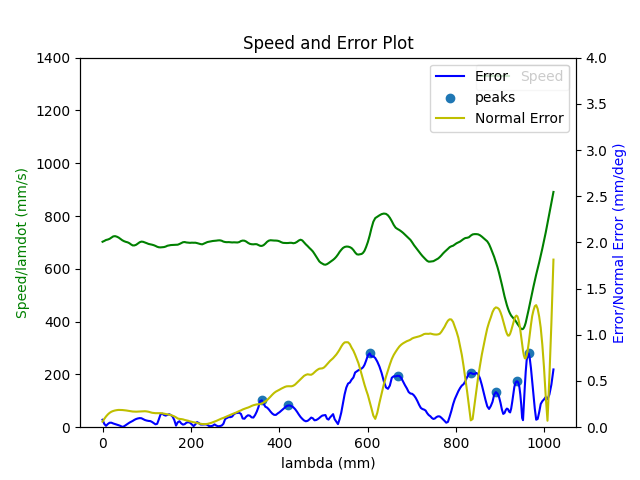 Speed and Error Plot
1400
1200
1000
800
600
400
200
0
Speed/lamdot (mm/s)
4.0
3.5
3.0
2.5
2.0
1.5
1.0
0.5
0.0
Error/Normal Error (mm/deg)
Speed
Error
peaks
Normal Error
0
200
400
600
800
1000
lambda (mm)